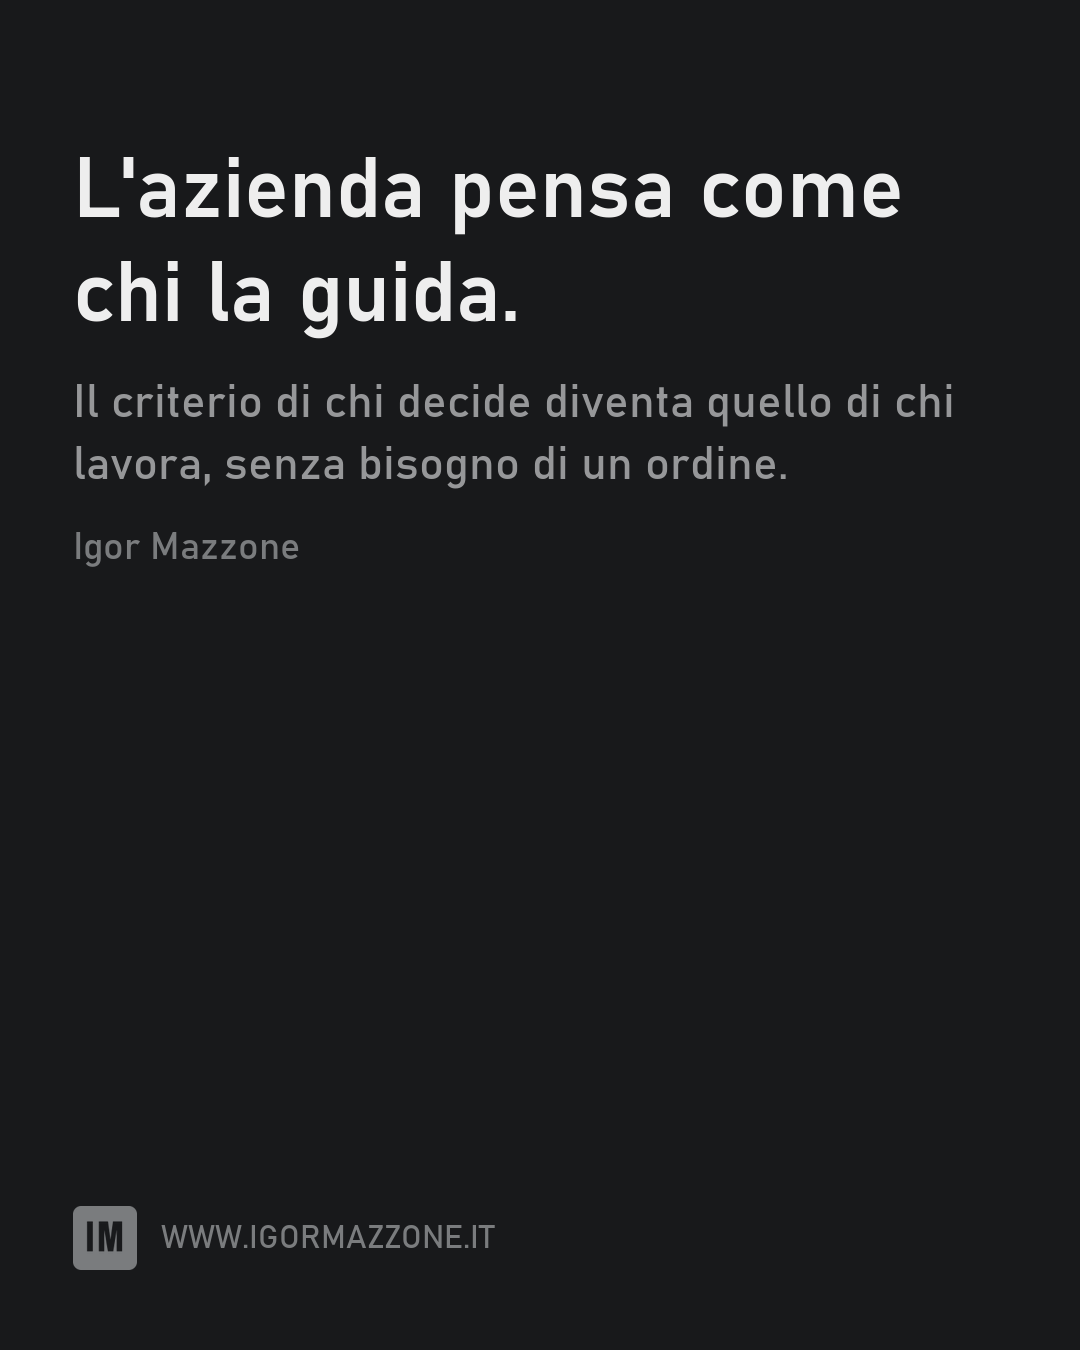 L'azienda pensa come
chi la guida.
Il criterio di chi decide diventa quello di chi
lavora, senza bisogno di un ordine.
Igor Mazzone
IM WWW.IGORMAZZONE.IT